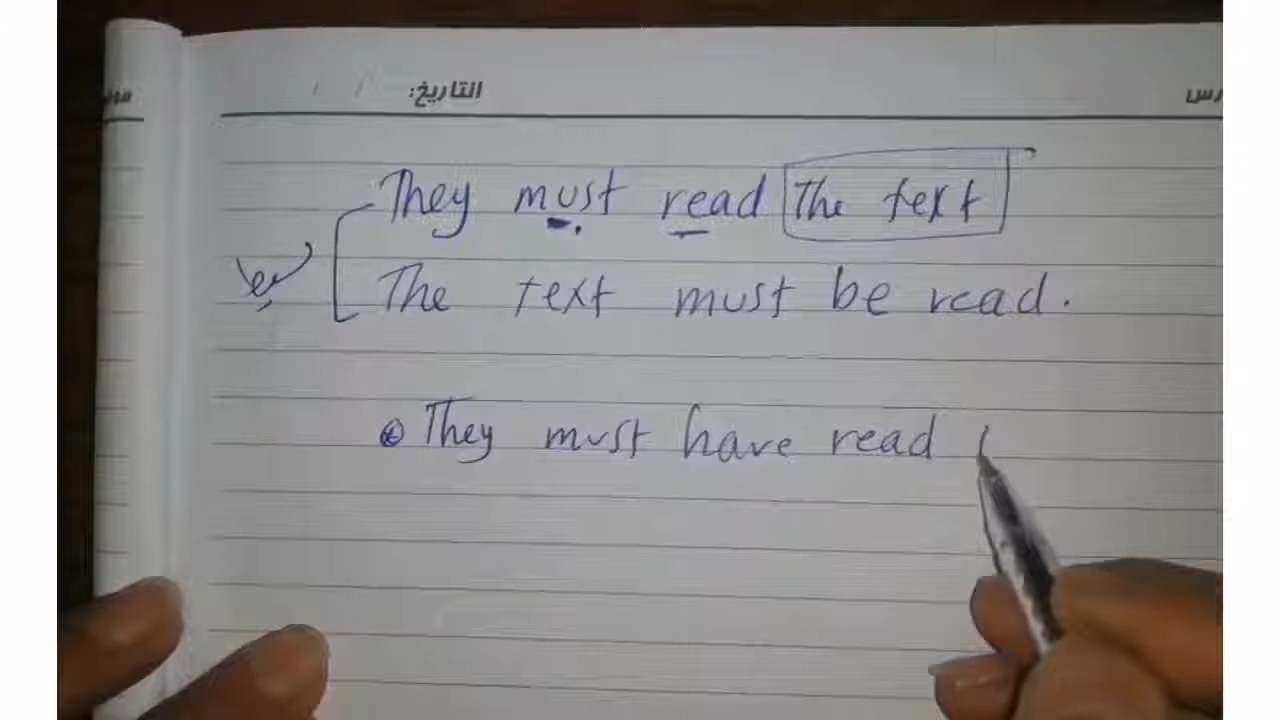 التاريخ:
They must read The text
The text must be read.
They must have read